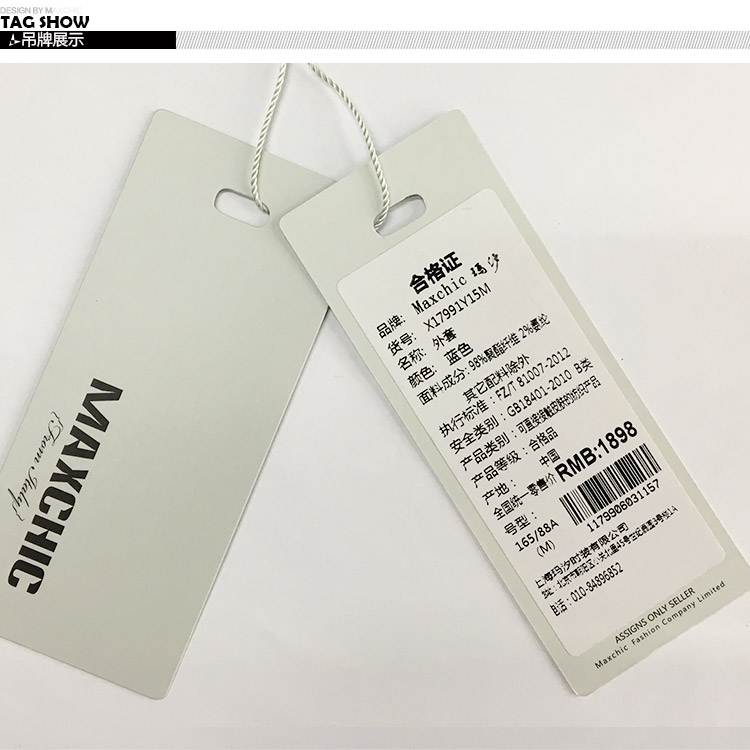 DESIGN BY MAXCHIC
TAG SHOW
吊牌展示
MAXCHIC
{From Italy}
合格证
品牌: Maxchic 玛汐
货号: X17991Y15M
名称: 外套
颜色: 蓝色
面料成分: 98%聚酯纤维 2%氨纶
其它配料除外
执行标准: FZ/T 81007-2012
安全类别: GB18401-2010 B类
产品类别: 可直接接触皮肤的纺织产品
产品等级: 合格品
产地: 中国
全国统一零售价 RMB:1898
号型:
165/88A
(M)
1179906031157
上海玛汐时装有限公司
电话: 010-84896852
ASSIGNS ONLY SELLER
Maxchic Fashion Company Limited